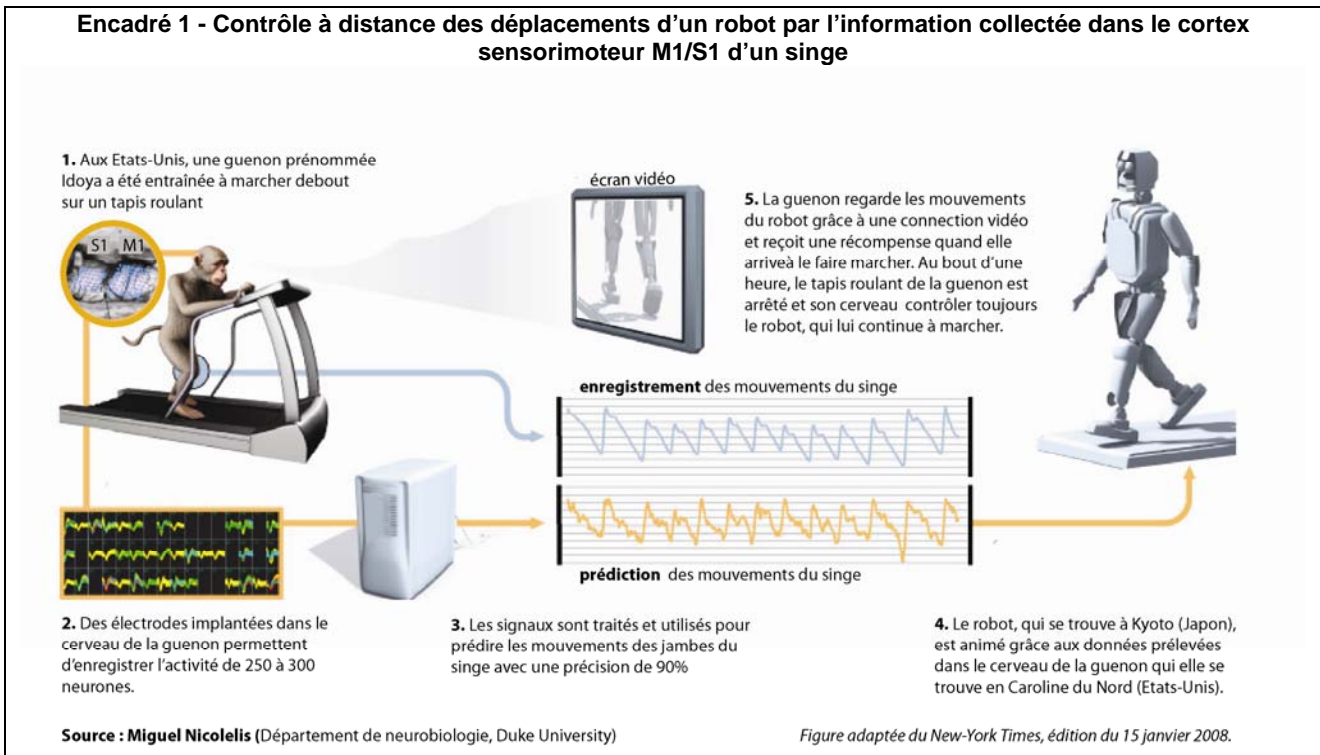 Encadré 1 - Contrôle à distance des déplacements d'un robot par l'information collectée dans le cortex
sensorimoteur M1/S1 d'un singe
1. Aux Etats-Unis, une guenon prénommée
Idoya a été entraînée à marcher debout
sur un tapis roulant
S1 M1
écran vidéo
5. La guenon regarde les mouvements
du robot grâce à une connection vidéo
et reçoit une récompense quand elle
arriveà le faire marcher. Au bout d'une
heure, le tapis roulant de la guenon est
arrêté et son cerveau contrôler toujours
le robot, qui lui continue à marcher.
enregistrement des mouvements du singe
prédiction des mouvements du singe
2. Des électrodes implantées dans le
cerveau de la guenon permettent
d'enregistrer l'activité de 250 à 300
neurones.
3. Les signaux sont traités et utilisés pour
prédire les mouvements des jambes du
singe avec une précision de 90%
4. Le robot, qui se trouve à Kyoto (Japon),
est animé grâce aux données prélevées
dans le cerveau de la guenon qui elle se
trouve en Caroline du Nord (Etats-Unis).
Source : Miguel Nicolelis (Département de neurobiologie, Duke University)
Figure adaptée du New-York Times, édition du 15 janvier 2008.